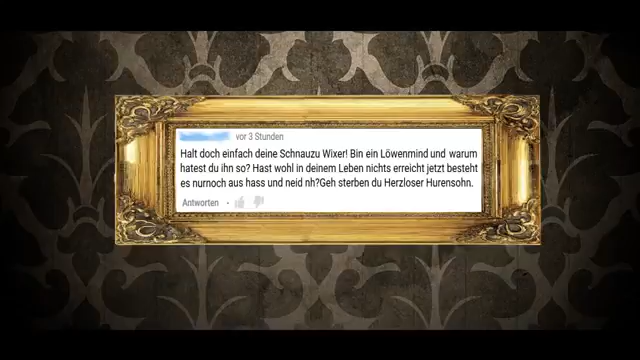 vor 3 Stunden
Halt doch einfach deine Schnauzu Wixer! Bin ein Löwenmind und warum
hatest du ihn so? Hast wohl in deinem Leben nichts erreicht jetzt besteht
es nurnoch aus hass und neid nh?Geh sterben du Herzloser Hurensohn.
Antworten